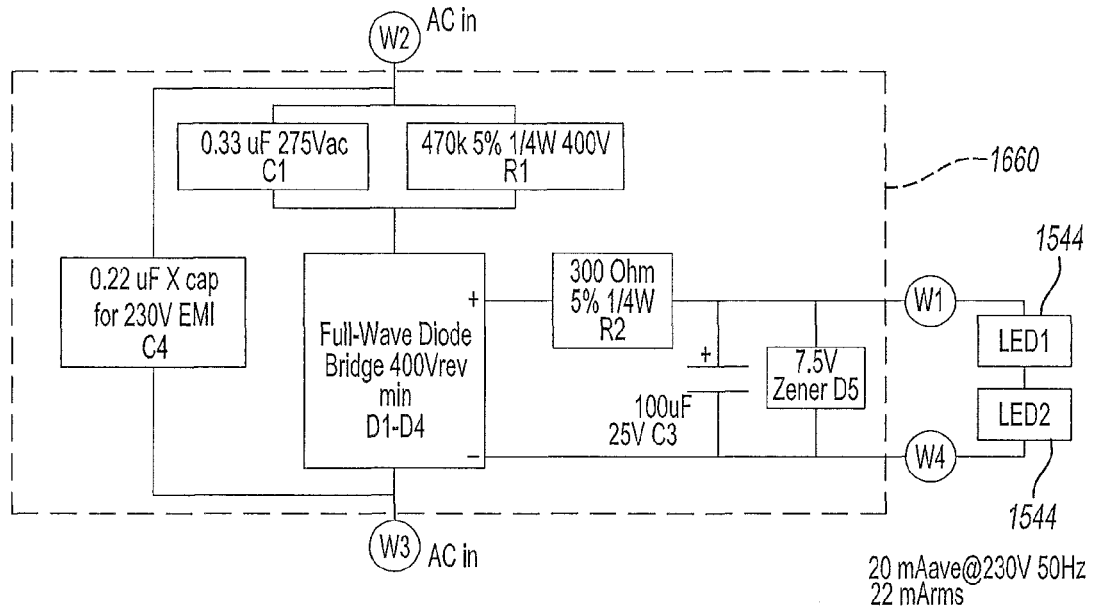 W2 AC in
0.33 uF 275Vac
C1
470k 5% 1/4W 400V
R1
1660
0.22 uF X cap
for 230V EMI
C4
Full-Wave Diode
Bridge 400Vrev
min
D1-D4
+
−
300 Ohm
5% 1/4W
R2
+
100uF
25V C3
7.5V
Zener D5
W1
W4
1544
LED1
LED2
1544
W3 AC in
20 mAave@230V 50Hz
22 mArms